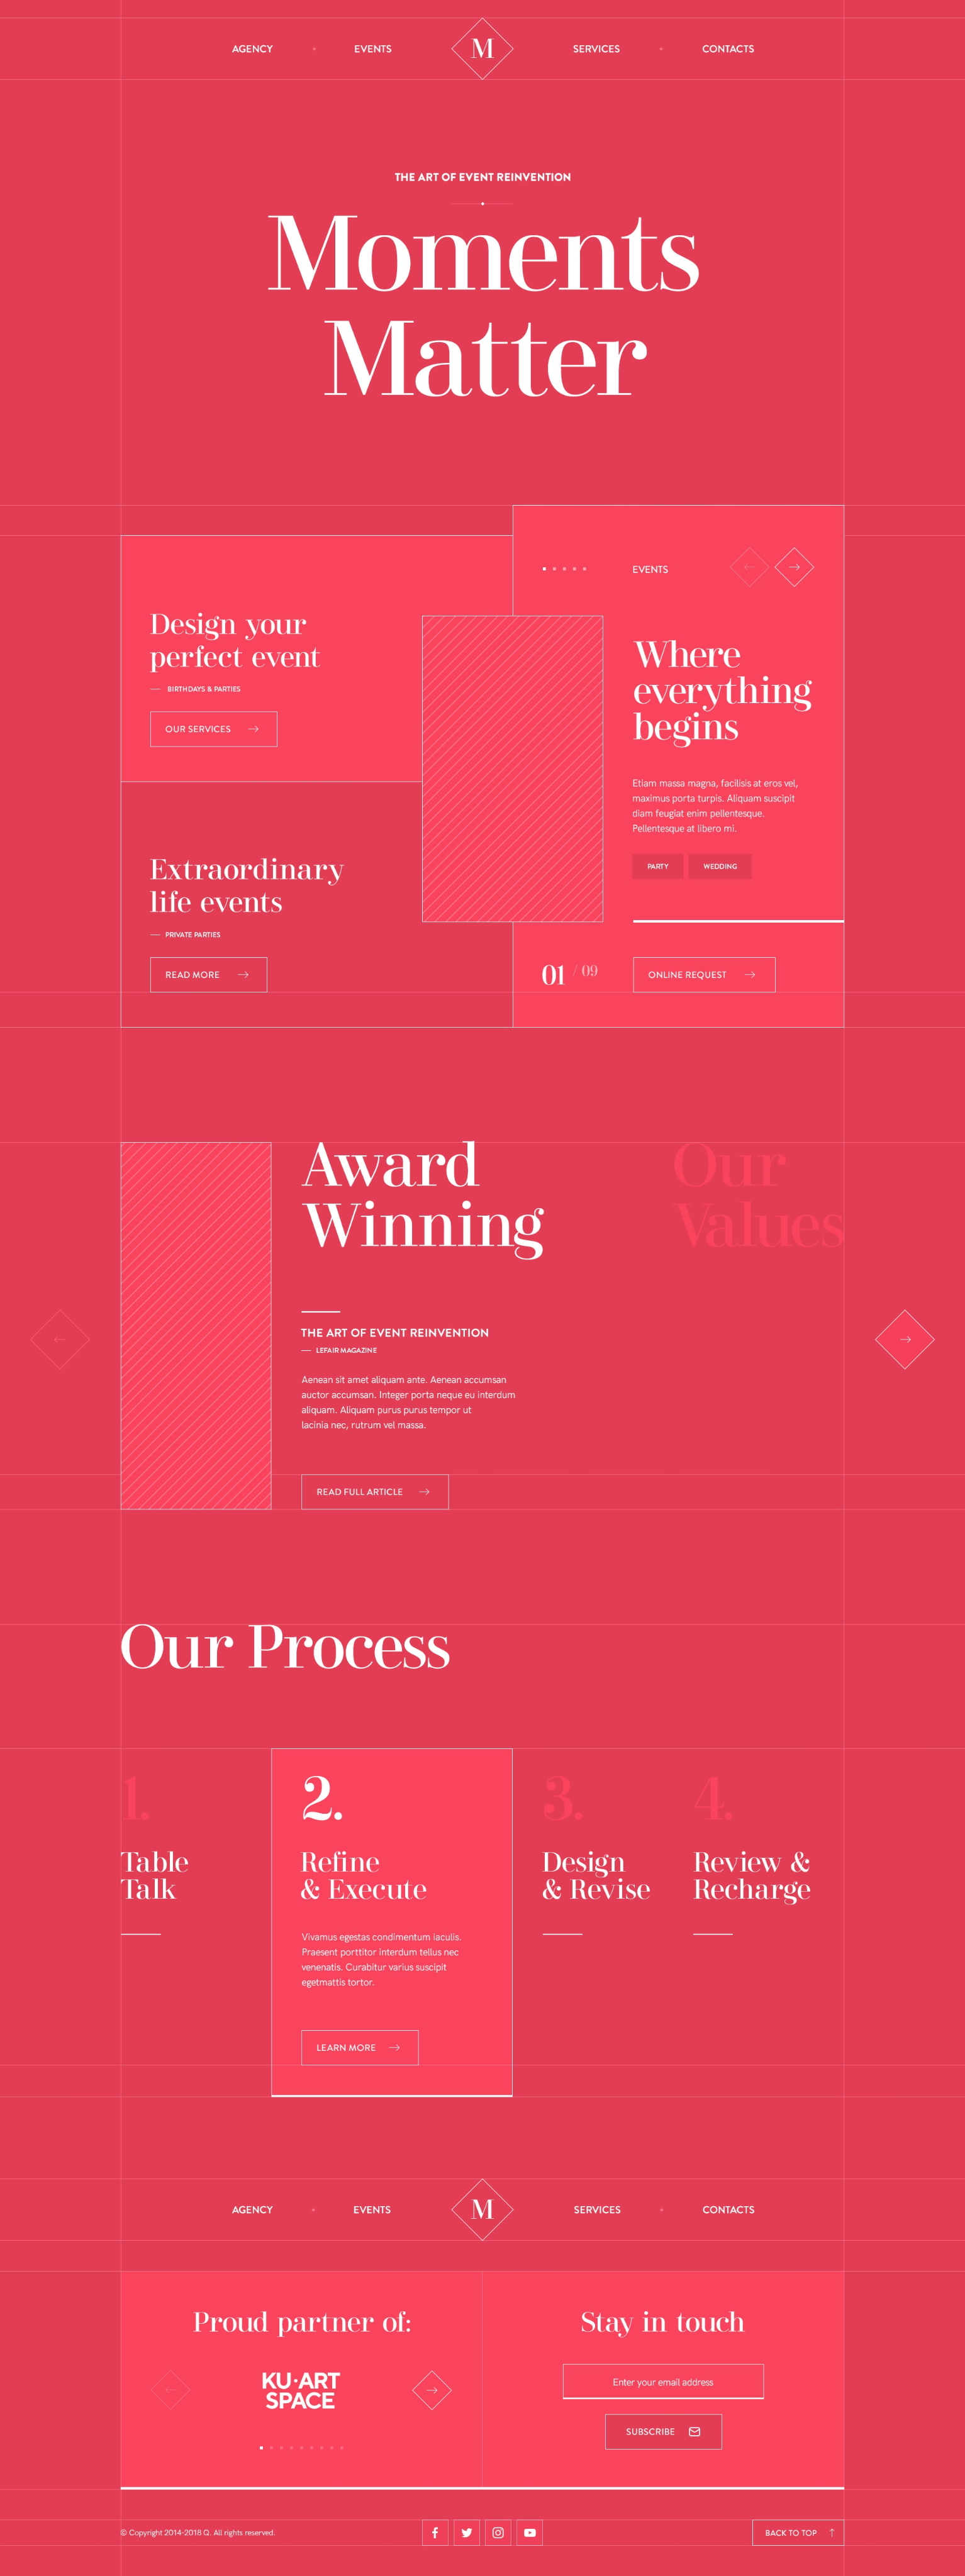 AGENCY
EVENTS
M
SERVICES
CONTACTS
THE ART OF EVENT REINVENTION
Moments
Matter
Design your
perfect event
BIRTHDAYS & PARTIES
OUR SERVICES
Extraordinary
life events
PRIVATE PARTIES
READ MORE
EVENTS
Where
everything
begins
Etiam massa magna, facilisis at eros vel,
maximus porta turpis. Aliquam suscipit
diam feugiat enim pellentesque.
Pellentesque at libero mi.
PARTY
WEDDING
01 / 09
ONLINE REQUEST
Award
Winning
Our
Values
THE ART OF EVENT REINVENTION
LEFAIR MAGAZINE
Aenean sit amet aliquam ante. Aenean accumsan
auctor accumsan. Integer porta neque eu interdum
aliquam. Aliquam purus purus tempor ut
lacinia nec, rutrum vel massa.
READ FULL ARTICLE
Our Process
1.
Table
Talk
2.
Refine
& Execute
Vivamus egestas condimentum iaculis.
Praesent porttitor interdum tellus nec
venenatis. Curabitur varius suscipit
egetmattis tortor.
LEARN MORE
3.
Design
& Revise
4.
Review &
Recharge
AGENCY
EVENTS
M
SERVICES
CONTACTS
Proud partner of:
KU·ART
SPACE
Stay in touch
Enter your email address
SUBSCRIBE
© Copyright 2014-2018 Q. All rights reserved.
BACK TO TOP